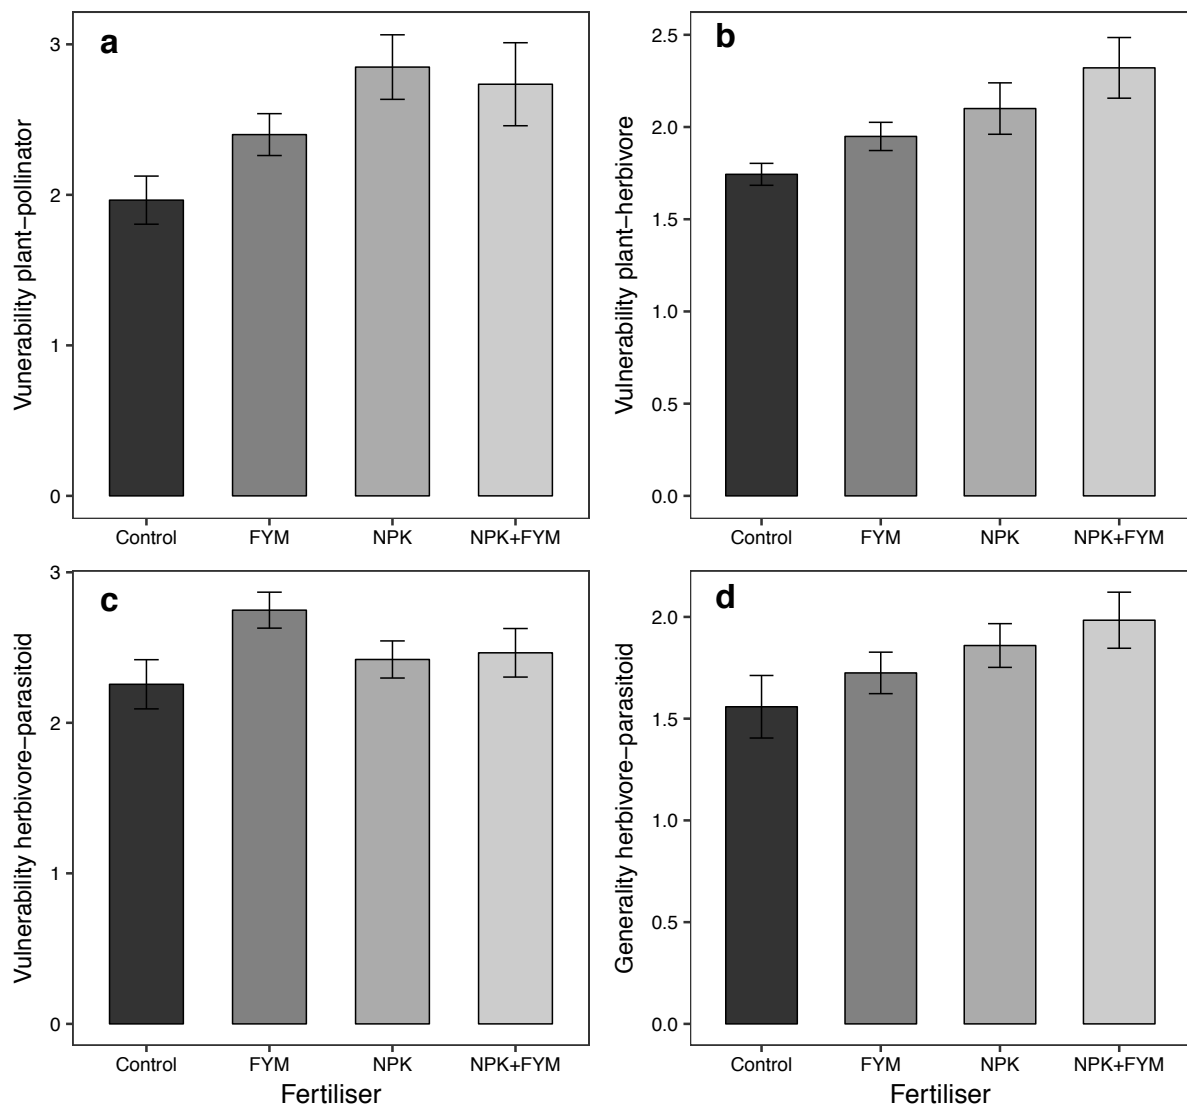 a
Vunerability plant−pollinator
3
2
1
0
Control FYM NPK NPK+FYM
b
Vulnerability plant−herbivore
2.5
2.0
1.5
1.0
0.5
0.0
Control FYM NPK NPK+FYM
c
Vulnerability herbivore−parasitoid
3
2
1
0
Control FYM NPK NPK+FYM
Fertiliser
d
Generality herbivore−parasitoid
2.0
1.5
1.0
0.5
0.0
Control FYM NPK NPK+FYM
Fertiliser